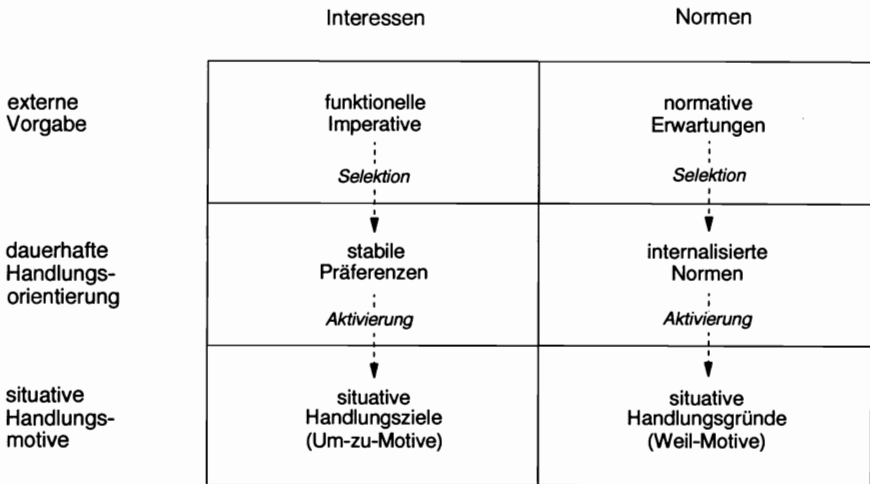 Interessen
Normen
externe
Vorgabe
funktionelle
Imperative
normative
Erwartungen
Selektion
Selektion
dauerhafte
Handlungs-
orientierung
stabile
Präferenzen
internalisierte
Normen
Aktivierung
Aktivierung
situative
Handlungs-
motive
situative
Handlungsziele
(Um-zu-Motive)
situative
Handlungsgründe
(Weil-Motive)